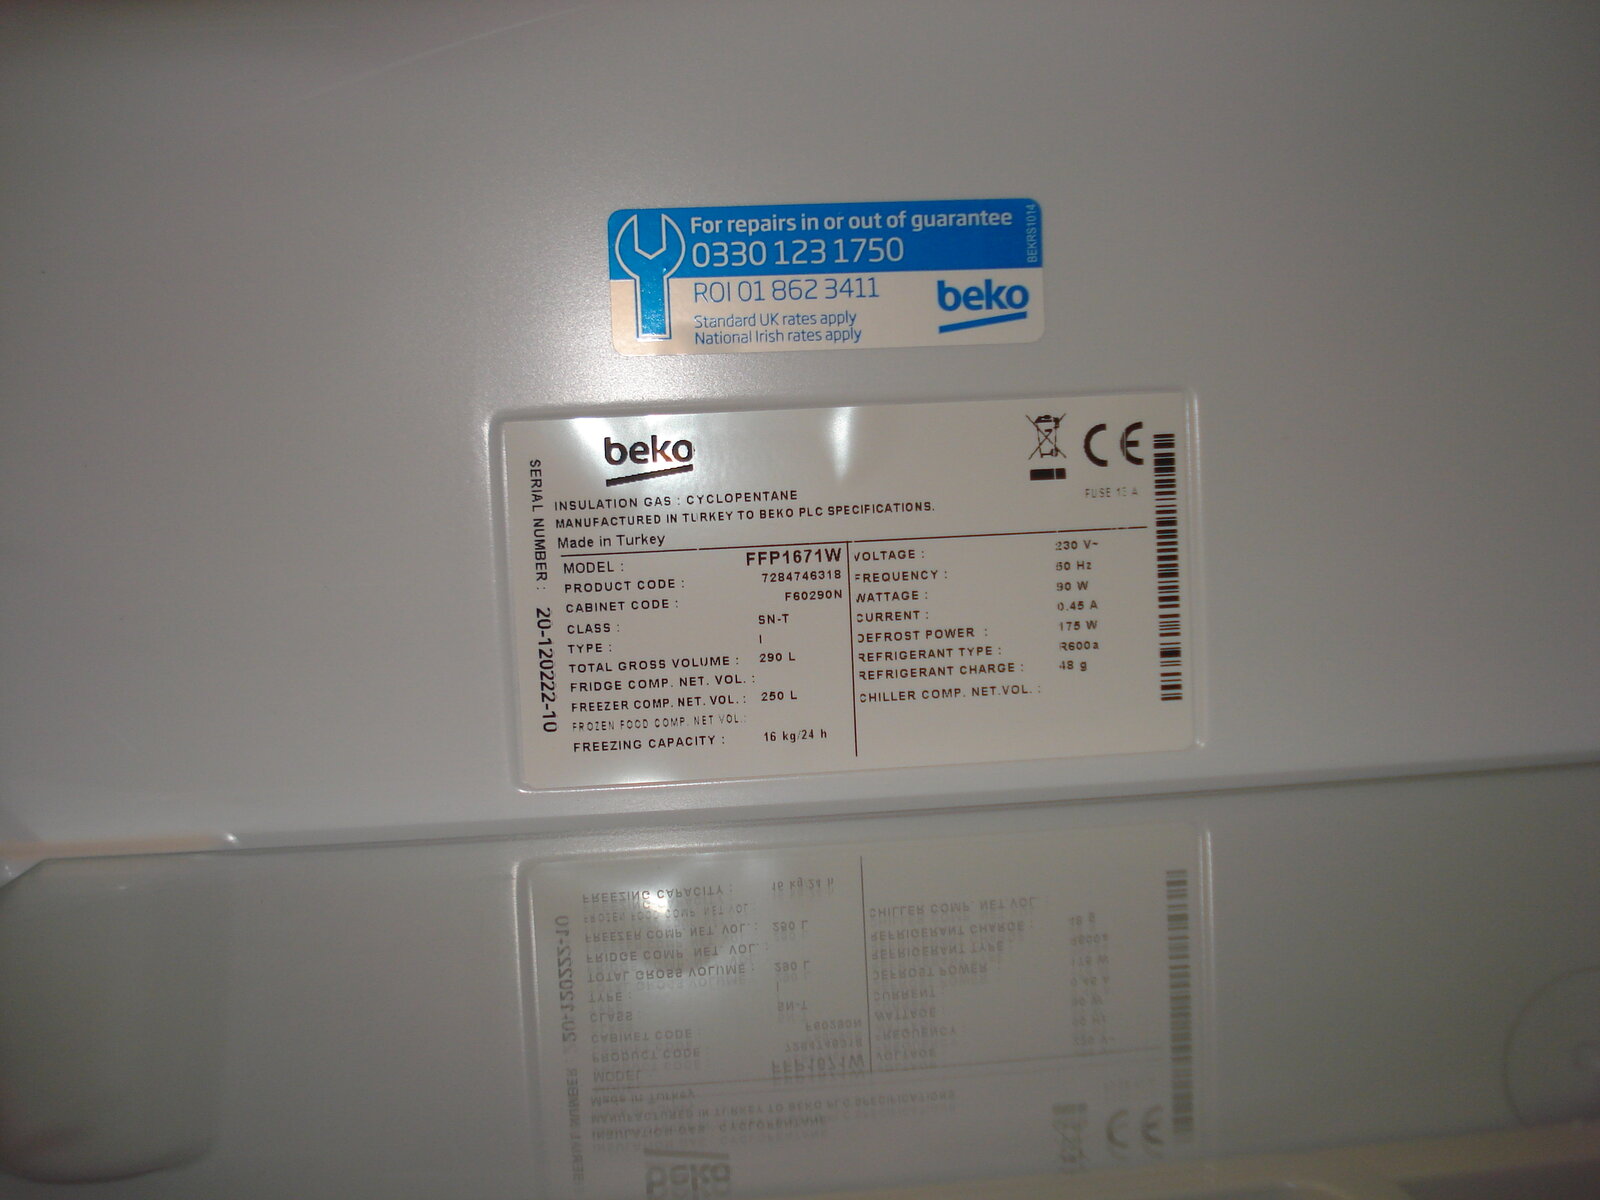 For repairs in or out of guarantee
0330 123 1750
BEKRS1014
ROI 01 862 3411
Standard UK rates apply
National Irish rates apply
beko
beko
CE
FUSE 13 A
SERIAL NUMBER : 20-120222-10
INSULATION GAS : CYCLOPENTANE
MANUFACTURED IN TURKEY TO BEKO PLC SPECIFICATIONS.
Made in Turkey
MODEL : FFP1671W
PRODUCT CODE : 7284746318
CABINET CODE : F60290N
CLASS : SN-T
TYPE : I
TOTAL GROSS VOLUME : 290 L
FRIDGE COMP. NET. VOL. :
FREEZER COMP. NET. VOL. : 250 L
FROZEN FOOD COMP. NET VOL.:
FREEZING CAPACITY : 16 kg/24 h
VOLTAGE : 230 V~
FREQUENCY : 50 Hz
WATTAGE : 90 W
CURRENT : 0.45 A
DEFROST POWER : 175 W
REFRIGERANT TYPE : R600a
REFRIGERANT CHARGE : 48 g
CHILLER COMP. NET.VOL. :